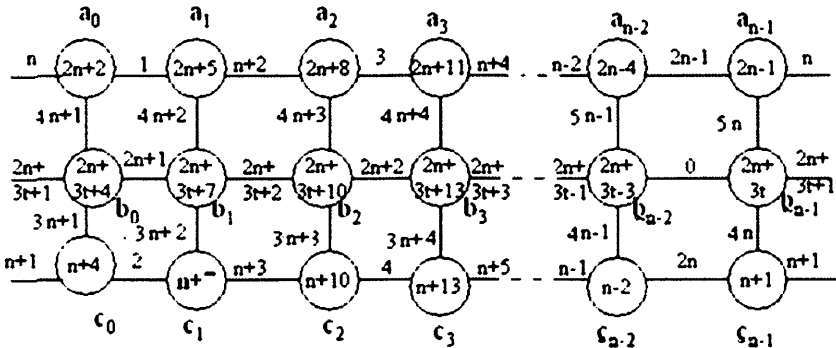 a0 a1 a2 a3 an-2 an-1
n 2n+2 1 2n+5 n+2 2n+8 3 2n+11 n+4 n-2 2n-4 2n-1 2n-1 n
4n+1 4n+2 4n+3 4n+4 5n-1 5n
2n+ 2n+ 2n+1 2n+ 2n+ 2n+ 2n+2 2n+ 2n+ 2n+ 2n+ 0 2n+ 2n+
3t+1 3t+4 3t+7 3t+2 3t+10 3t+13 3t+3 3t-1 3t-3 3t 3t+1
b0 b1 b2 b3 bn-2 bn-1
3n+1 3n+2 3n+3 3n+4 4n-1 4n
n+1 n+4 2 n+ n+3 n+10 4 n+13 n+5 n-1 n-2 2n n+1 n+1
c0 c1 c2 c3 cn-2 cn-1